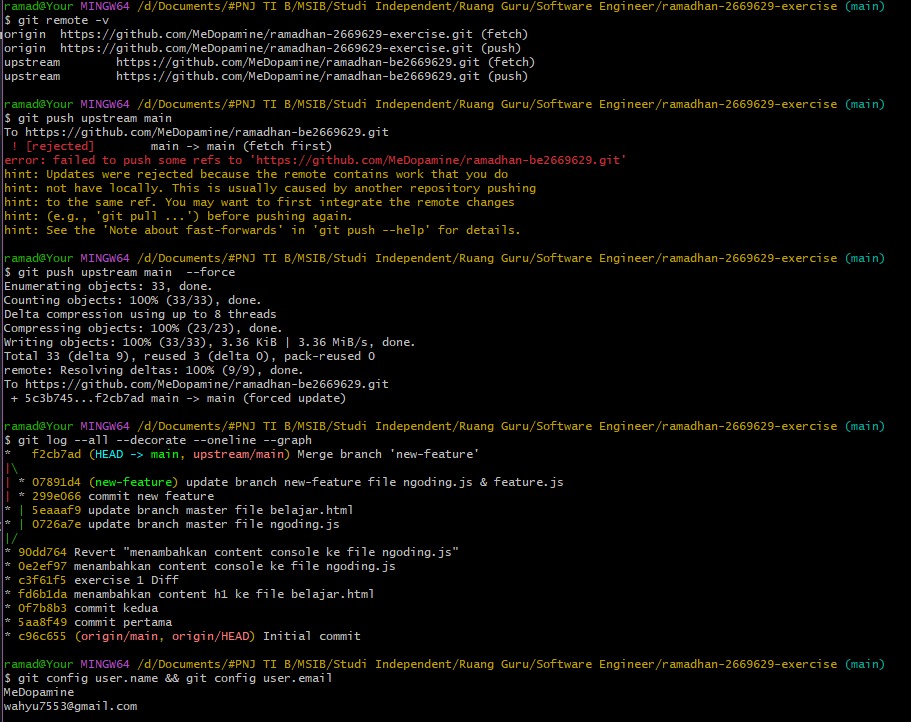 ramad@Your MINGW64 /d/Documents/#PNJ TI B/MSIB/Studi Independent/Ruang Guru/Software Engineer/ramadhan-2669629-exercise (main)
$ git remote -v
origin  https://github.com/MeDopamine/ramadhan-2669629-exercise.git (fetch)
origin  https://github.com/MeDopamine/ramadhan-2669629-exercise.git (push)
upstream        https://github.com/MeDopamine/ramadhan-be2669629.git (fetch)
upstream        https://github.com/MeDopamine/ramadhan-be2669629.git (push)
ramad@Your MINGW64 /d/Documents/#PNJ TI B/MSIB/Studi Independent/Ruang Guru/Software Engineer/ramadhan-2669629-exercise (main)
$ git push upstream main
To https://github.com/MeDopamine/ramadhan-be2669629.git
 ! [rejected]        main -> main (fetch first)
error: failed to push some refs to 'https://github.com/MeDopamine/ramadhan-be2669629.git'
hint: Updates were rejected because the remote contains work that you do
hint: not have locally. This is usually caused by another repository pushing
hint: to the same ref. You may want to first integrate the remote changes
hint: (e.g., 'git pull ...') before pushing again.
hint: See the 'Note about fast-forwards' in 'git push --help' for details.
ramad@Your MINGW64 /d/Documents/#PNJ TI B/MSIB/Studi Independent/Ruang Guru/Software Engineer/ramadhan-2669629-exercise (main)
$ git push upstream main  --force
Enumerating objects: 33, done.
Counting objects: 100% (33/33), done.
Delta compression using up to 8 threads
Compressing objects: 100% (23/23), done.
Writing objects: 100% (33/33), 3.36 KiB | 3.36 MiB/s, done.
Total 33 (delta 9), reused 3 (delta 0), pack-reused 0
remote: Resolving deltas: 100% (9/9), done.
To https://github.com/MeDopamine/ramadhan-be2669629.git
 + 5c3b745...f2cb7ad main -> main (forced update)
ramad@Your MINGW64 /d/Documents/#PNJ TI B/MSIB/Studi Independent/Ruang Guru/Software Engineer/ramadhan-2669629-exercise (main)
$ git log --all --decorate --oneline --graph
*   f2cb7ad (HEAD -> main, upstream/main) Merge branch 'new-feature'
|\
| * 07891d4 (new-feature) update branch new-feature file ngoding.js & feature.js
| * 299e066 commit new feature
* | 5eaaaf9 update branch master file belajar.html
* | 0726a7e update branch master file ngoding.js
|/
* 90dd764 Revert "menambahkan content console ke file ngoding.js"
* 0e2ef97 menambahkan content console ke file ngoding.js
* c3f61f5 exercise 1 Diff
* fd6b1da menambahkan content h1 ke file belajar.html
* 0f7b8b3 commit kedua
* 5aa8f49 commit pertama
* c96c655 (origin/main, origin/HEAD) Initial commit
ramad@Your MINGW64 /d/Documents/#PNJ TI B/MSIB/Studi Independent/Ruang Guru/Software Engineer/ramadhan-2669629-exercise (main)
$ git config user.name && git config user.email
MeDopamine
wahyu7553@gmail.com